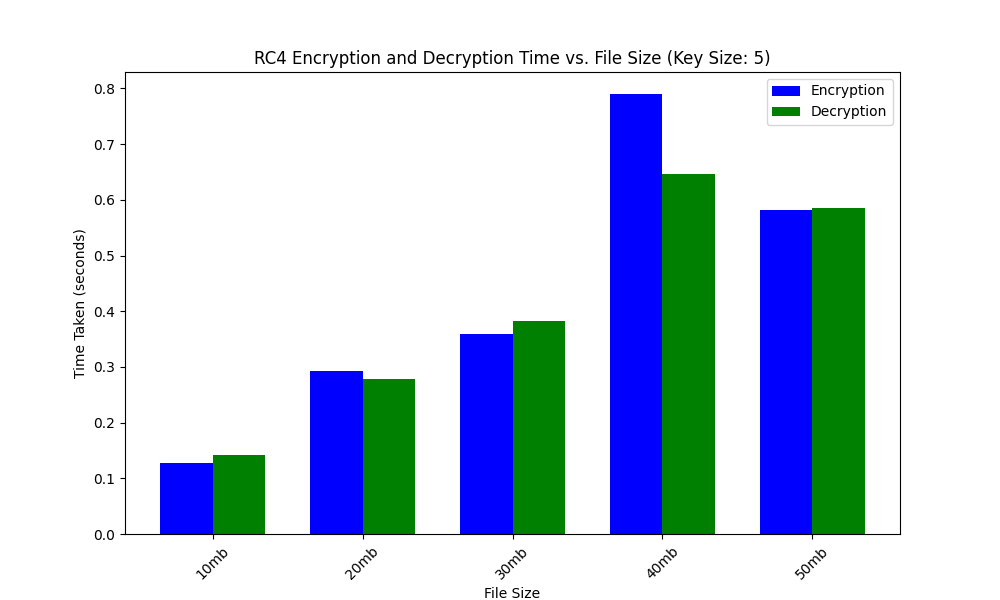 RC4 Encryption and Decryption Time vs. File Size (Key Size: 5)
Encryption
Decryption
Time Taken (seconds)
0.8
0.7
0.6
0.5
0.4
0.3
0.2
0.1
0.0
10mb
20mb
30mb
40mb
50mb
File Size